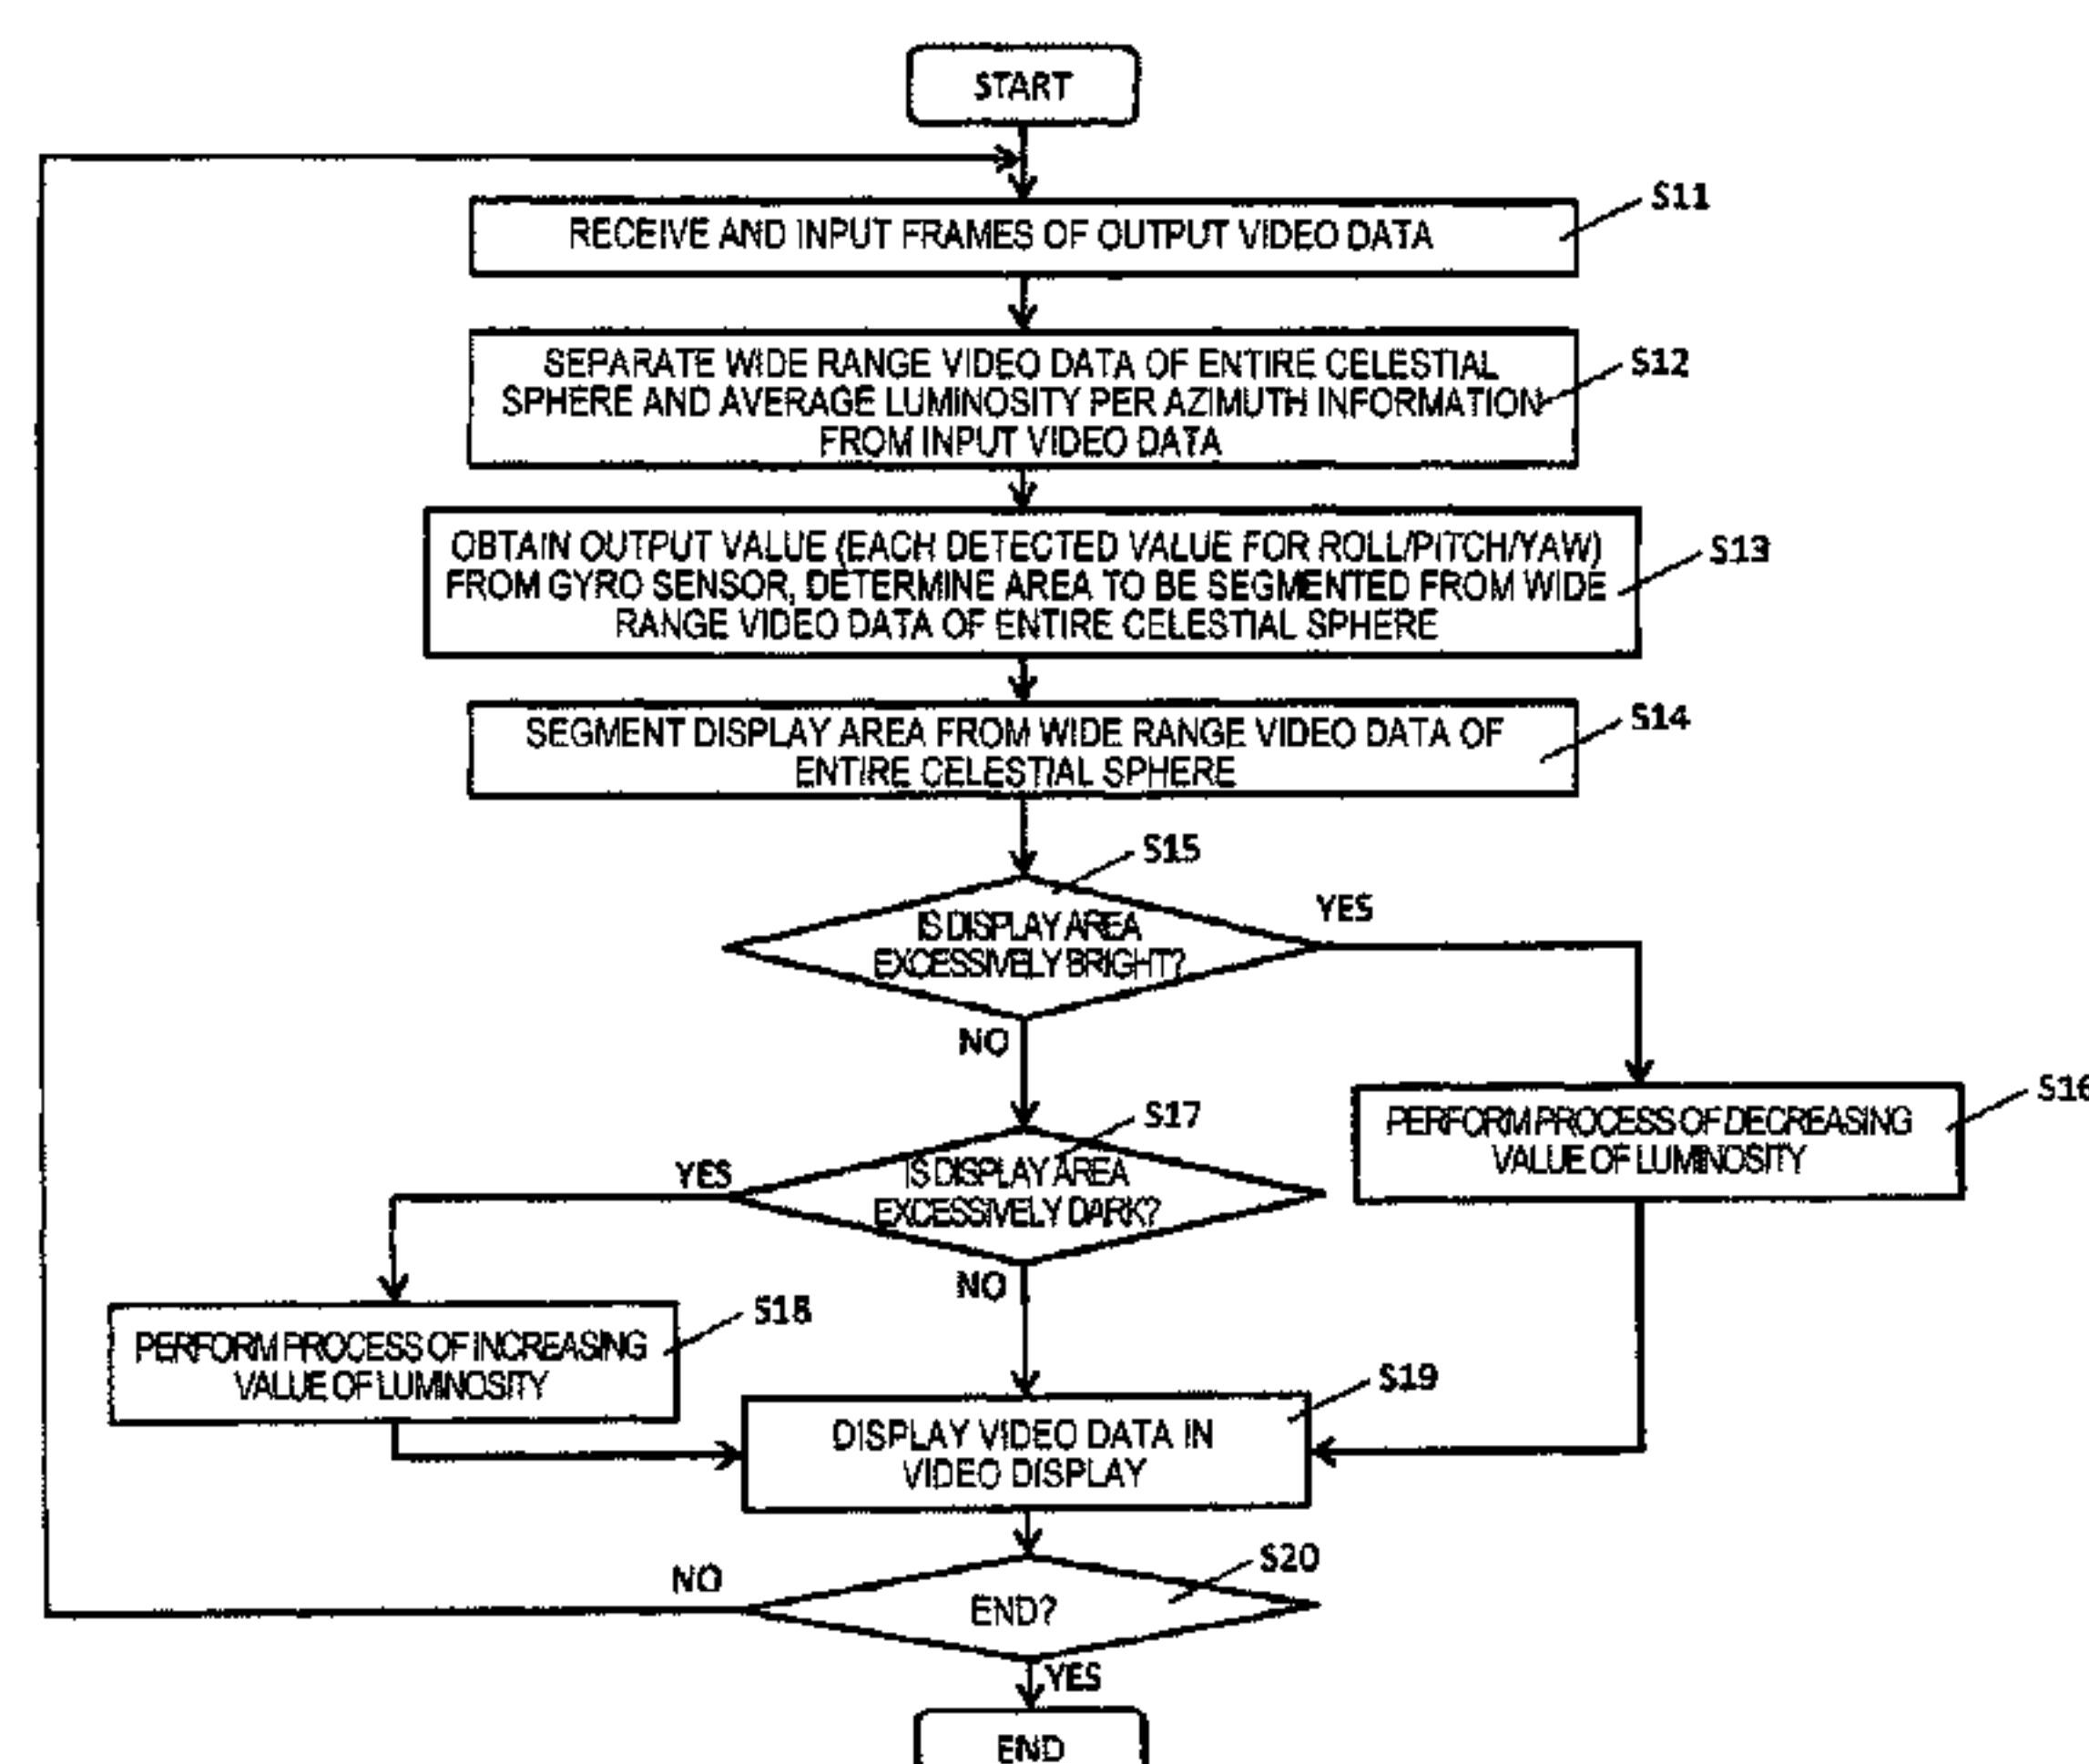 START
RECEIVE AND INPUT FRAMES OF OUTPUT VIDEO DATA
S11
SEPARATE WIDE RANGE VIDEO DATA OF ENTIRE CELESTIAL
SPHERE AND AVERAGE LUMINOSITY PER AZIMUTH INFORMATION
FROM INPUT VIDEO DATA
S12
OBTAIN OUTPUT VALUE (EACH DETECTED VALUE FOR ROLL/PITCH/YAW)
FROM GYRO SENSOR, DETERMINE AREA TO BE SEGMENTED FROM WIDE
RANGE VIDEO DATA OF ENTIRE CELESTIAL SPHERE
S13
SEGMENT DISPLAY AREA FROM WIDE RANGE VIDEO DATA OF
ENTIRE CELESTIAL SPHERE
S14
S15
IS DISPLAY AREA
EXCESSIVELY BRIGHT?
YES
NO
S16
PERFORM PROCESS OF DECREASING
VALUE OF LUMINOSITY
S17
IS DISPLAY AREA
EXCESSIVELY DARK?
YES
NO
S18
PERFORM PROCESS OF INCREASING
VALUE OF LUMINOSITY
S19
DISPLAY VIDEO DATA IN
VIDEO DISPLAY
S20
END?
NO
YES
END